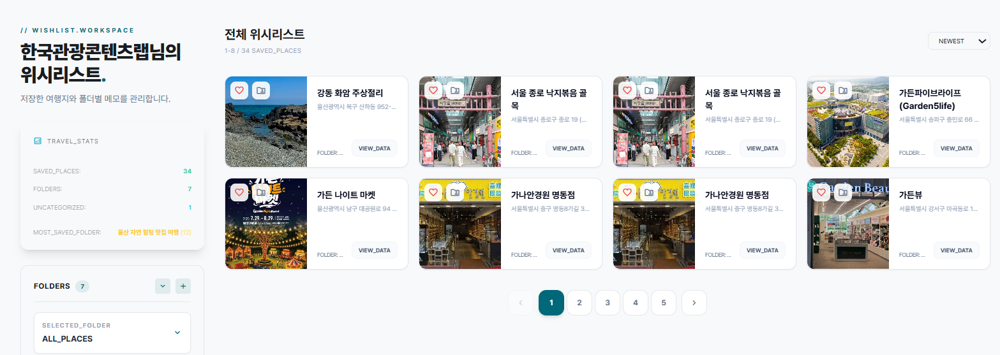 // WISHLIST.WORKSPACE
한국관광콘텐츠랩님의
위시리스트.
저장한 여행지와 폴더별 메모를 관리합니다.
TRAVEL_STATS
SAVED_PLACES: 34
FOLDERS: 7
UNCATEGORIZED: 1
MOST_SAVED_FOLDER: 울산 자연 힐링 맛집 여행 (12)
FOLDERS 7
SELECTED_FOLDER
ALL_PLACES
전체 위시리스트
1-8 / 34 SAVED_PLACES
NEWEST
강동 화암 주상절리
울산광역시 북구 산하동 952-...
FOLDER: ...
VIEW_DATA
서울 종로 낙지볶음 골
목
서울특별시 종로구 종로 19 (...
FOLDER: ...
VIEW_DATA
서울 종로 낙지볶음 골
목
서울특별시 종로구 종로 19 (...
FOLDER: ...
VIEW_DATA
가든파이브라이프
(Garden5life)
서울특별시 송파구 충민로 66 ...
FOLDER: ...
VIEW_DATA
나이트
마켓
Garden Night Market
7.29. - 8.29.
가든 나이트 마켓
울산광역시 남구 대공원로 94 ...
FOLDER: ...
VIEW_DATA
가나안경원 명동점
서울특별시 중구 명동8가길 3...
FOLDER: ...
VIEW_DATA
가나안경원 명동점
서울특별시 중구 명동8가길 3...
FOLDER: ...
VIEW_DATA
가든뷰
서울특별시 강서구 마곡동로 1...
FOLDER: ...
VIEW_DATA
1 2 3 4 5